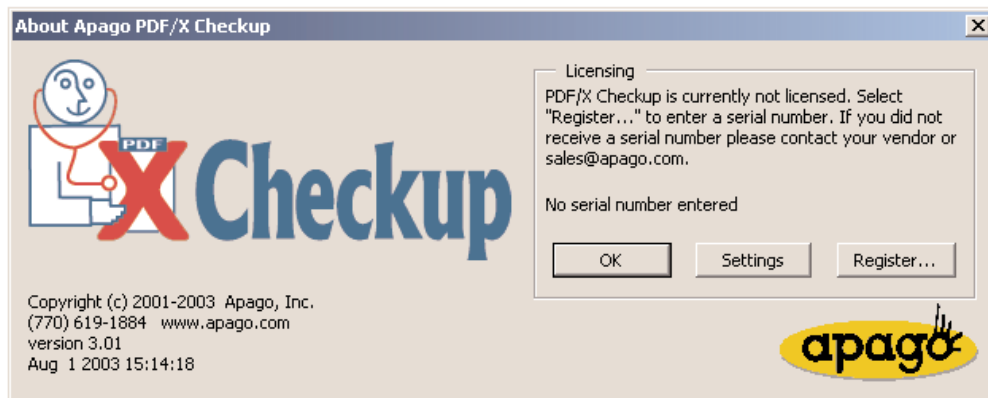 About Apago PDF/X Checkup
PDF
X Checkup
Licensing
PDF/X Checkup is currently not licensed. Select
"Register..." to enter a serial number. If you did not
receive a serial number please contact your vendor or
sales@apago.com.
No serial number entered
OK Settings Register...
Copyright (c) 2001-2003 Apago, Inc.
(770) 619-1884 www.apago.com
version 3.01
Aug 1 2003 15:14:18
apago